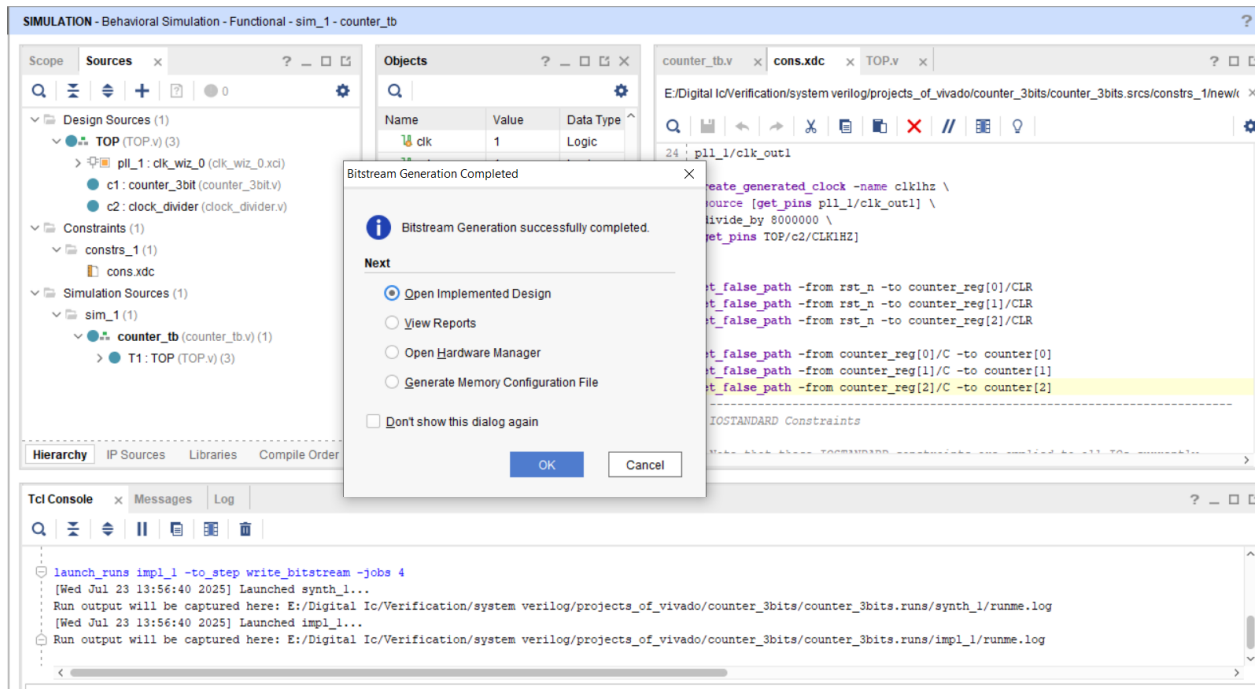 SIMULATION - Behavioral Simulation - Functional - sim_1 - counter_tb ?
Scope Sources × ? _
0
Design Sources (1)
TOP (TOP.v) (3)
pll_1 : clk_wiz_0 (clk_wiz_0.xci)
c1 : counter_3bit (counter_3bit.v)
c2 : clock_divider (clock_divider.v)
Constraints (1)
constrs_1 (1)
cons.xdc
Simulation Sources (1)
sim_1 (1)
counter_tb (counter_tb.v) (1)
T1 : TOP (TOP.v) (3)
Hierarchy IP Sources Libraries Compile Order
Objects ? _ ×
Name Value Data Type
clk 1 Logic
counter_tb.v × cons.xdc × TOP.v × ?
E:/Digital Ic/Verification/system verilog/projects_of_vivado/counter_3bits/counter_3bits.srcs/constrs_1/new/
24 pll_1/clk_out1
reate_generated_clock -name clk1hz \
ource [get_pins pll_1/clk_out1] \
ivide_by 8000000 \
et_pins TOP/c2/CLK1HZ]
t_false_path -from rst_n -to counter_reg[0]/CLR
t_false_path -from rst_n -to counter_reg[1]/CLR
t_false_path -from rst_n -to counter_reg[2]/CLR
t_false_path -from counter_reg[0]/C -to counter[0]
t_false_path -from counter_reg[1]/C -to counter[1]
t_false_path -from counter_reg[2]/C -to counter[2]
IOSTANDARD Constraints
Bitstream Generation Completed ×
Bitstream Generation successfully completed.
Next
Open Implemented Design
View Reports
Open Hardware Manager
Generate Memory Configuration File
Don't show this dialog again
OK Cancel
Tcl Console × Messages Log ? _
launch_runs impl_1 -to_step write_bitstream -jobs 4
[Wed Jul 23 13:56:40 2025] Launched synth_1...
Run output will be captured here: E:/Digital Ic/Verification/system verilog/projects_of_vivado/counter_3bits/counter_3bits.runs/synth_1/runme.log
[Wed Jul 23 13:56:40 2025] Launched impl_1...
Run output will be captured here: E:/Digital Ic/Verification/system verilog/projects_of_vivado/counter_3bits/counter_3bits.runs/impl_1/runme.log